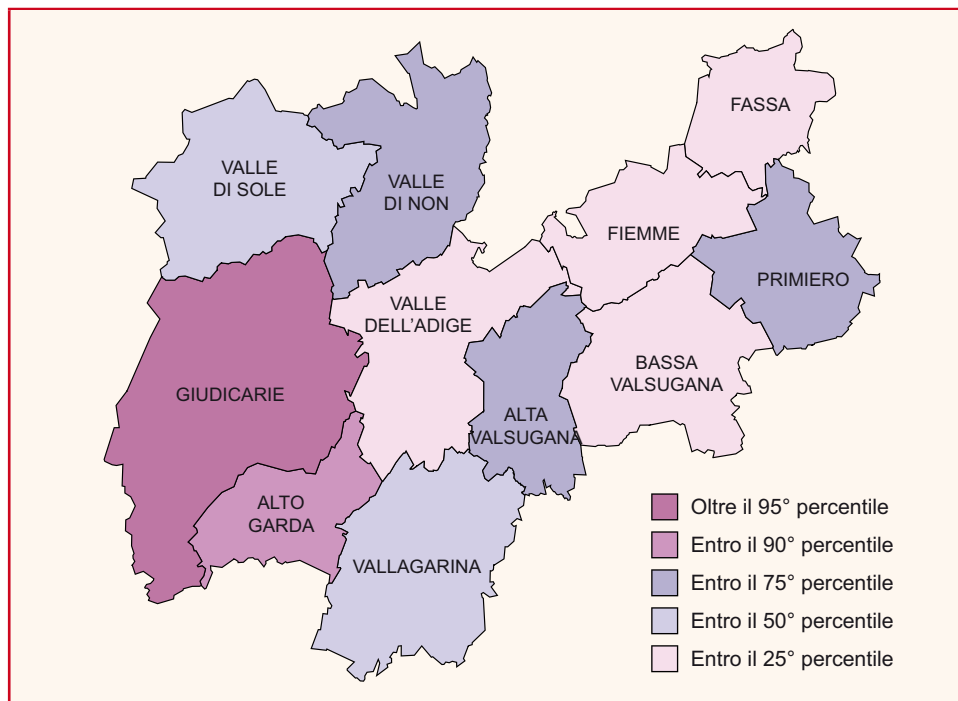 FASSA
VALLE
DI SOLE
VALLE
DI NON
FIEMME
PRIMIERO
VALLE
DELL'ADIGE
BASSA
VALSUGANA
GIUDICARIE
ALTA
VALSUGANA
ALTO
GARDA
VALLAGARINA
Oltre il 95° percentile
Entro il 90° percentile
Entro il 75° percentile
Entro il 50° percentile
Entro il 25° percentile